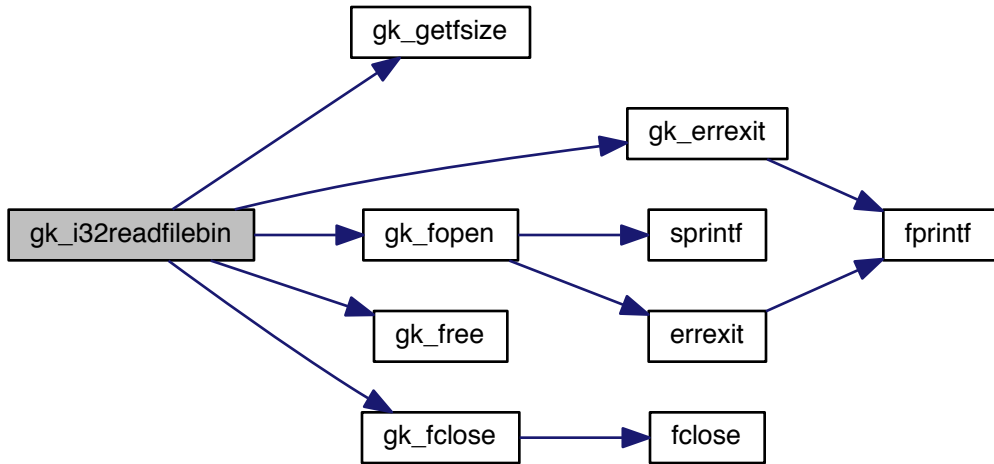 gk_getfsize
gk_errexit
gk_i32readfilebin
gk_fopen
sprintf
fprintf
gk_free
errexit
gk_fclose
fclose